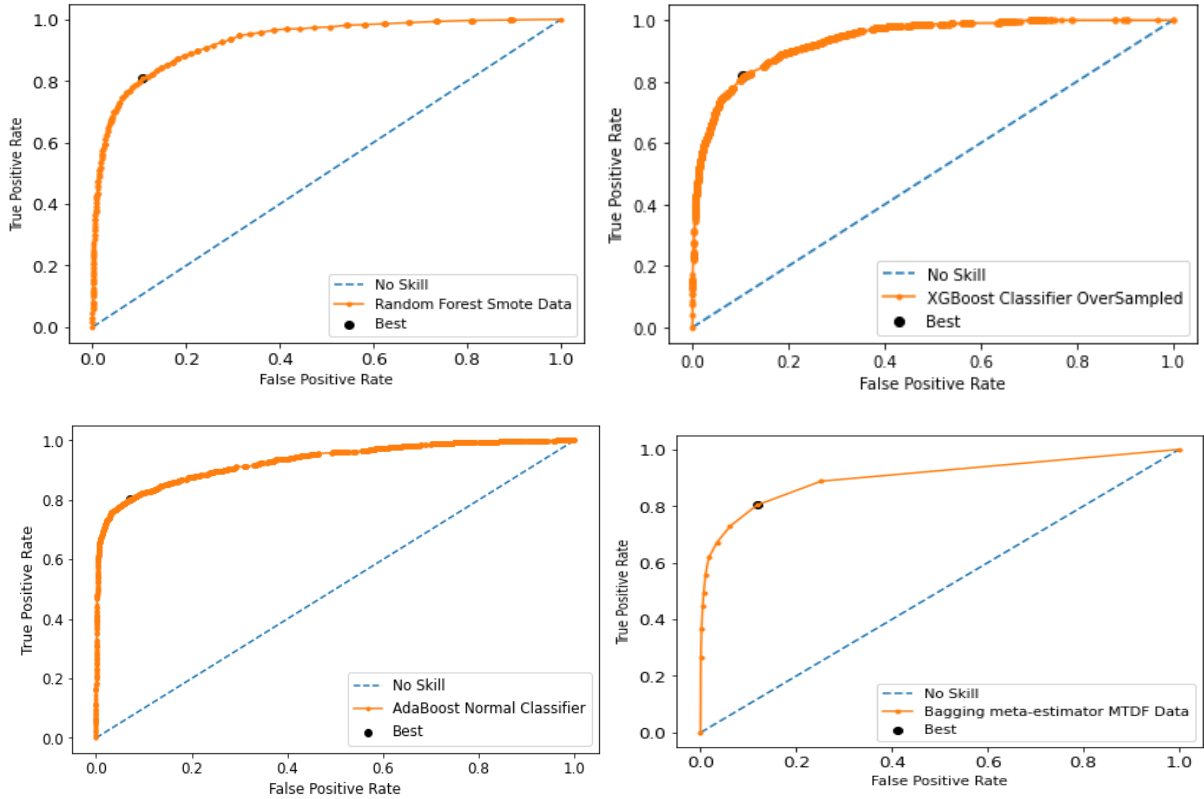 1.0
0.8
0.6
0.4
0.2
0.0
True Positive Rate
No Skill
Random Forest Smote Data
Best
0.0 0.2 0.4 0.6 0.8 1.0
False Positive Rate
1.0
0.8
0.6
0.4
0.2
0.0
True Positive Rate
No Skill
XGBoost Classifier OverSampled
Best
0.0 0.2 0.4 0.6 0.8 1.0
False Positive Rate
1.0
0.8
0.6
0.4
0.2
0.0
True Positive Rate
No Skill
AdaBoost Normal Classifier
Best
0.0 0.2 0.4 0.6 0.8 1.0
False Positive Rate
1.0
0.8
0.6
0.4
0.2
0.0
True Positive Rate
No Skill
Bagging meta-estimator MTDF Data
Best
0.0 0.2 0.4 0.6 0.8 1.0
False Positive Rate